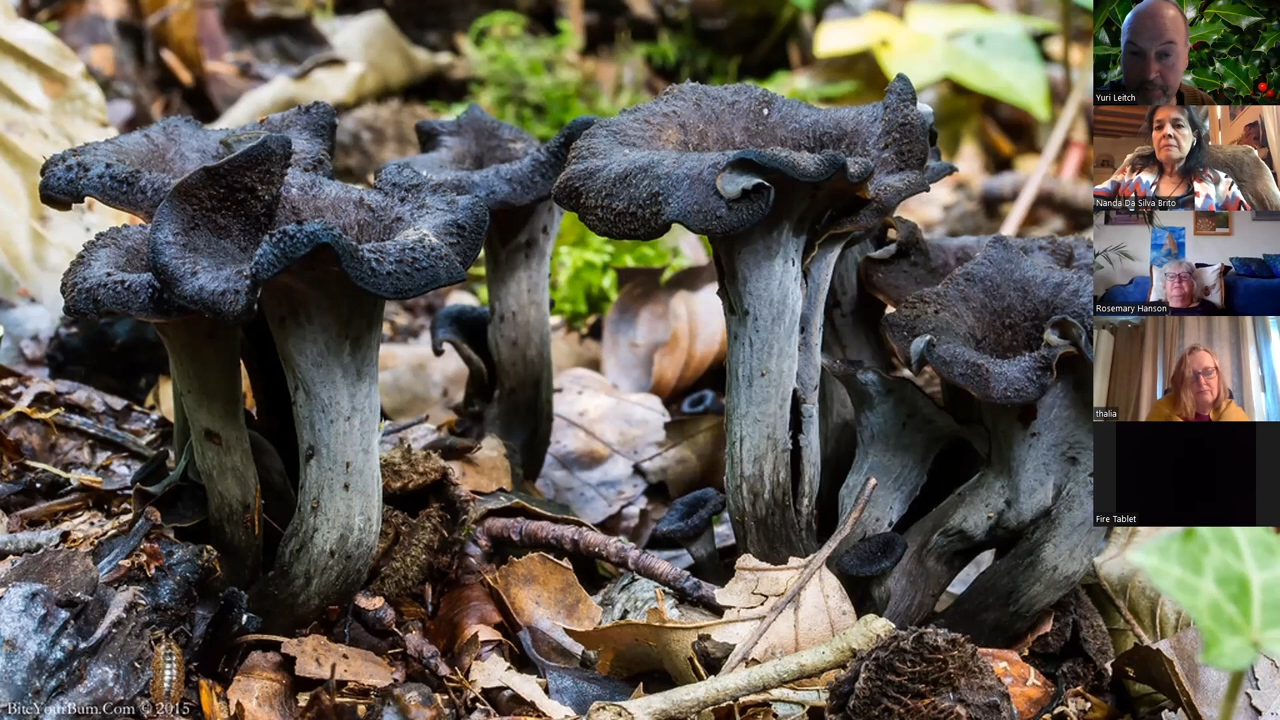 Yuri Leitch
Nanda Da Silva Brito
Rosemary Hanson
thalia
Fire Tablet
BiteYourBum.Com © 2015